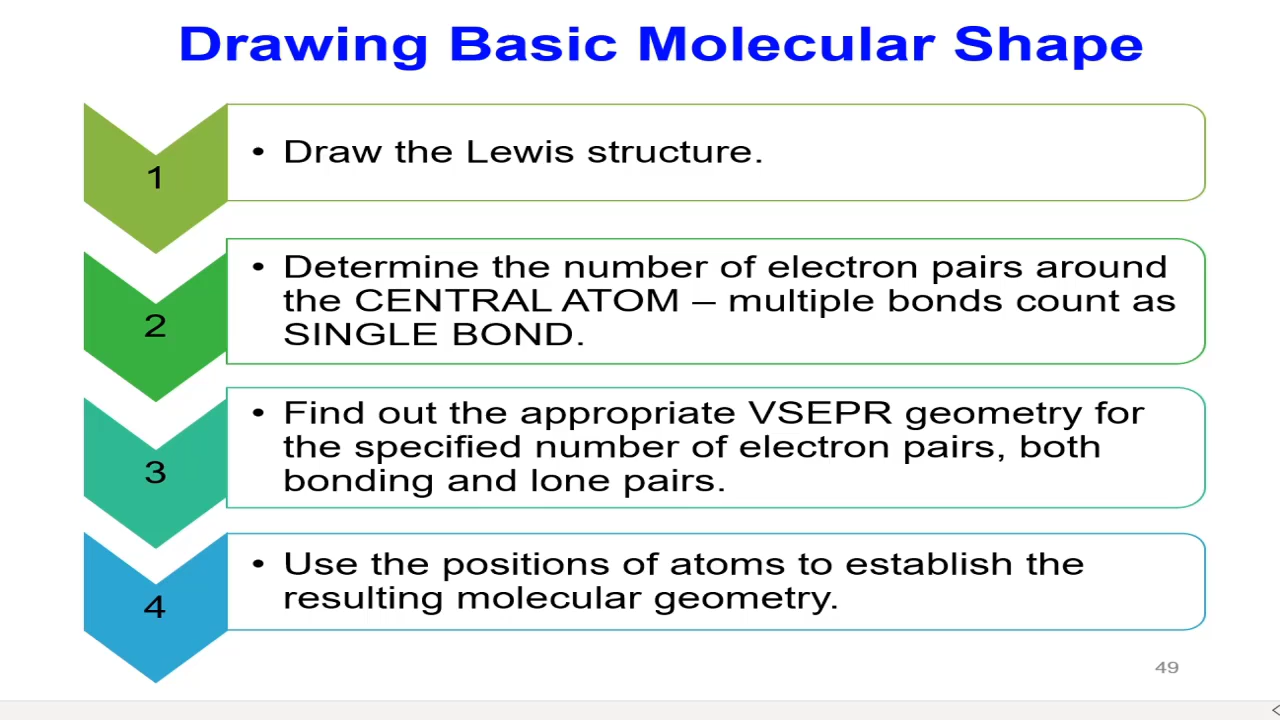 Drawing Basic Molecular Shape
1
• Draw the Lewis structure.
2
• Determine the number of electron pairs around
the CENTRAL ATOM – multiple bonds count as
SINGLE BOND.
3
• Find out the appropriate VSEPR geometry for
the specified number of electron pairs, both
bonding and lone pairs.
4
• Use the positions of atoms to establish the
resulting molecular geometry.
49